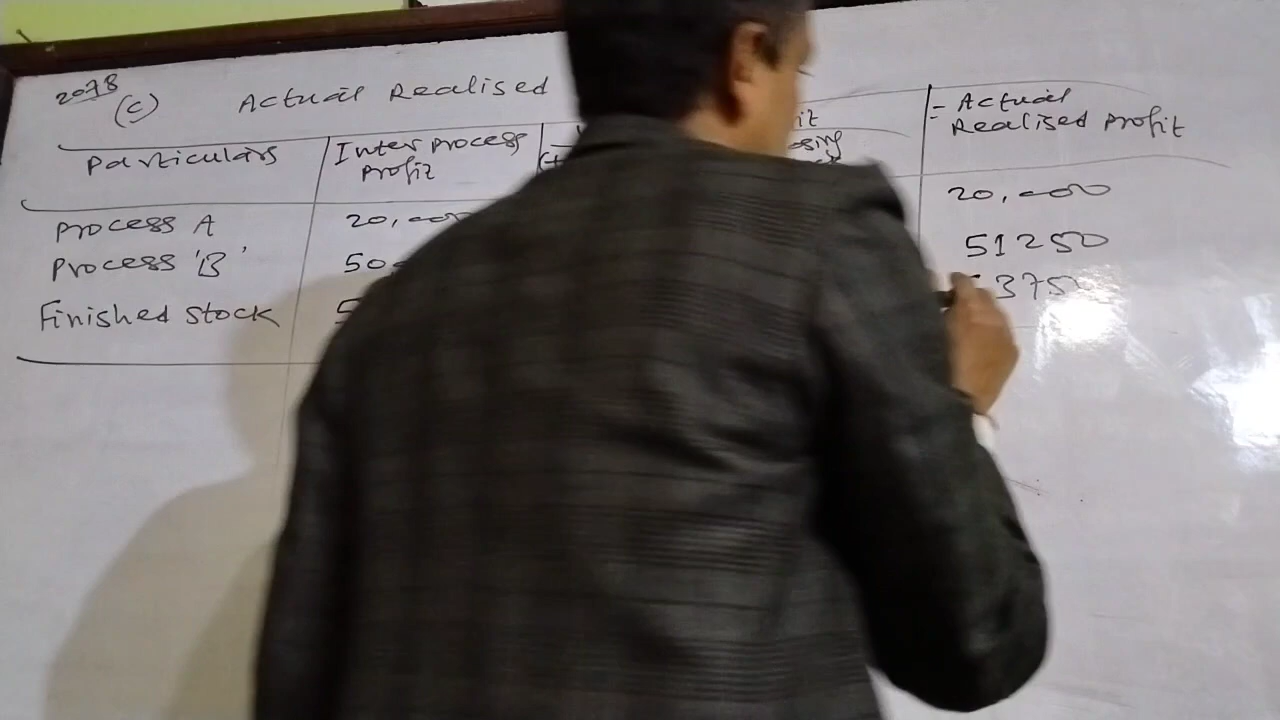 2078
(c) Actual Realised
Particulars Inter process profit = Actual Realised profit
Process A 20,000 20,000
Process 'B' 50 51250
Finished stock 5 3750